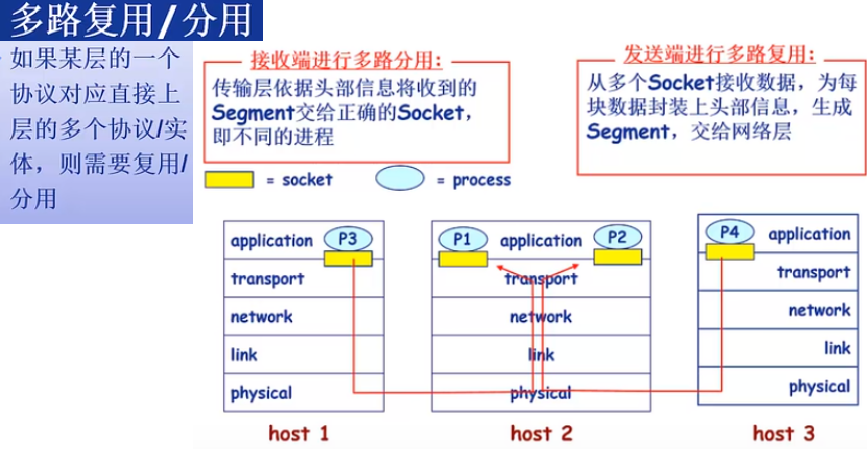 多路复用/分用
如果某层的一个
协议对应直接上
层的多个协议/实
体，则需要复用/
分用
接收端进行多路分用：
传输层依据头部信息将收到的
Segment交给正确的Socket，
即不同的进程
发送端进行多路复用：
从多个Socket接收数据，为每
块数据封装上头部信息，生成
Segment，交给网络层
= socket
= process
application
P3
transport
network
link
physical
host 1
P1
application
P2
transport
network
link
physical
host 2
P4
application
transport
network
link
physical
host 3